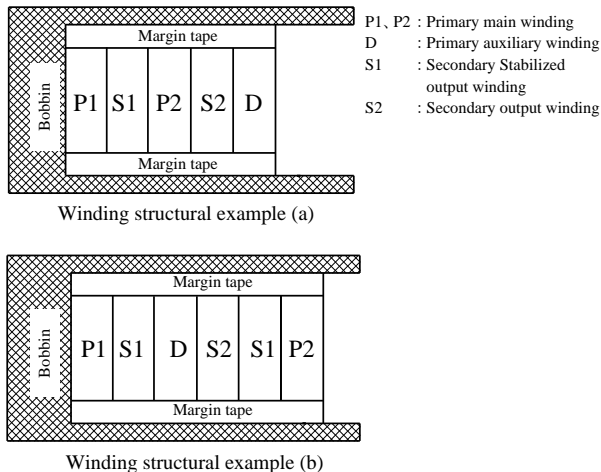 Margin tape
Bobbin
P1 S1 P2 S2 D
Margin tape
Winding structural example (a)
P1、P2 : Primary main winding
D : Primary auxiliary winding
S1 : Secondary Stabilized
output winding
S2 : Secondary output winding
Margin tape
Bobbin
P1 S1 D S2 S1 P2
Margin tape
Winding structural example (b)